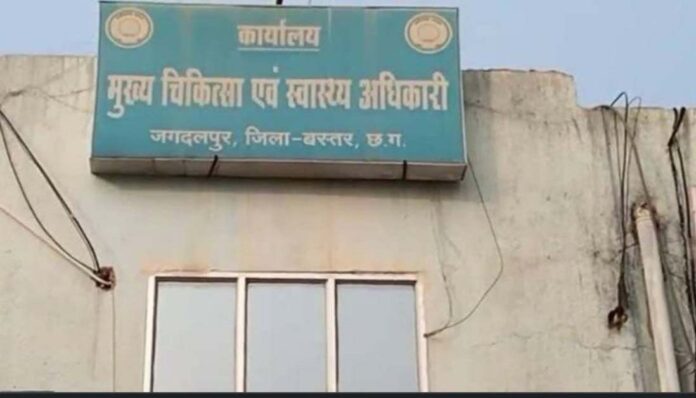 कार्यालय
मुख्य चिकित्सा एवं स्वास्थ्य अधिकारी
जगदलपुर, जिला-बस्तर, छ.ग.